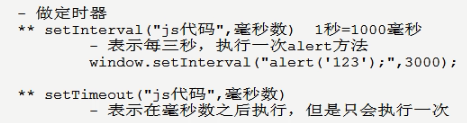 - 做定时器
** setInterval("js代码",毫秒数) 1秒=1000毫秒
- 表示每三秒，执行一次alert方法
window.setInterval("alert('123');",3000);
** setTimeout("js代码",毫秒数)
- 表示在毫秒数之后执行，但是只会执行一次